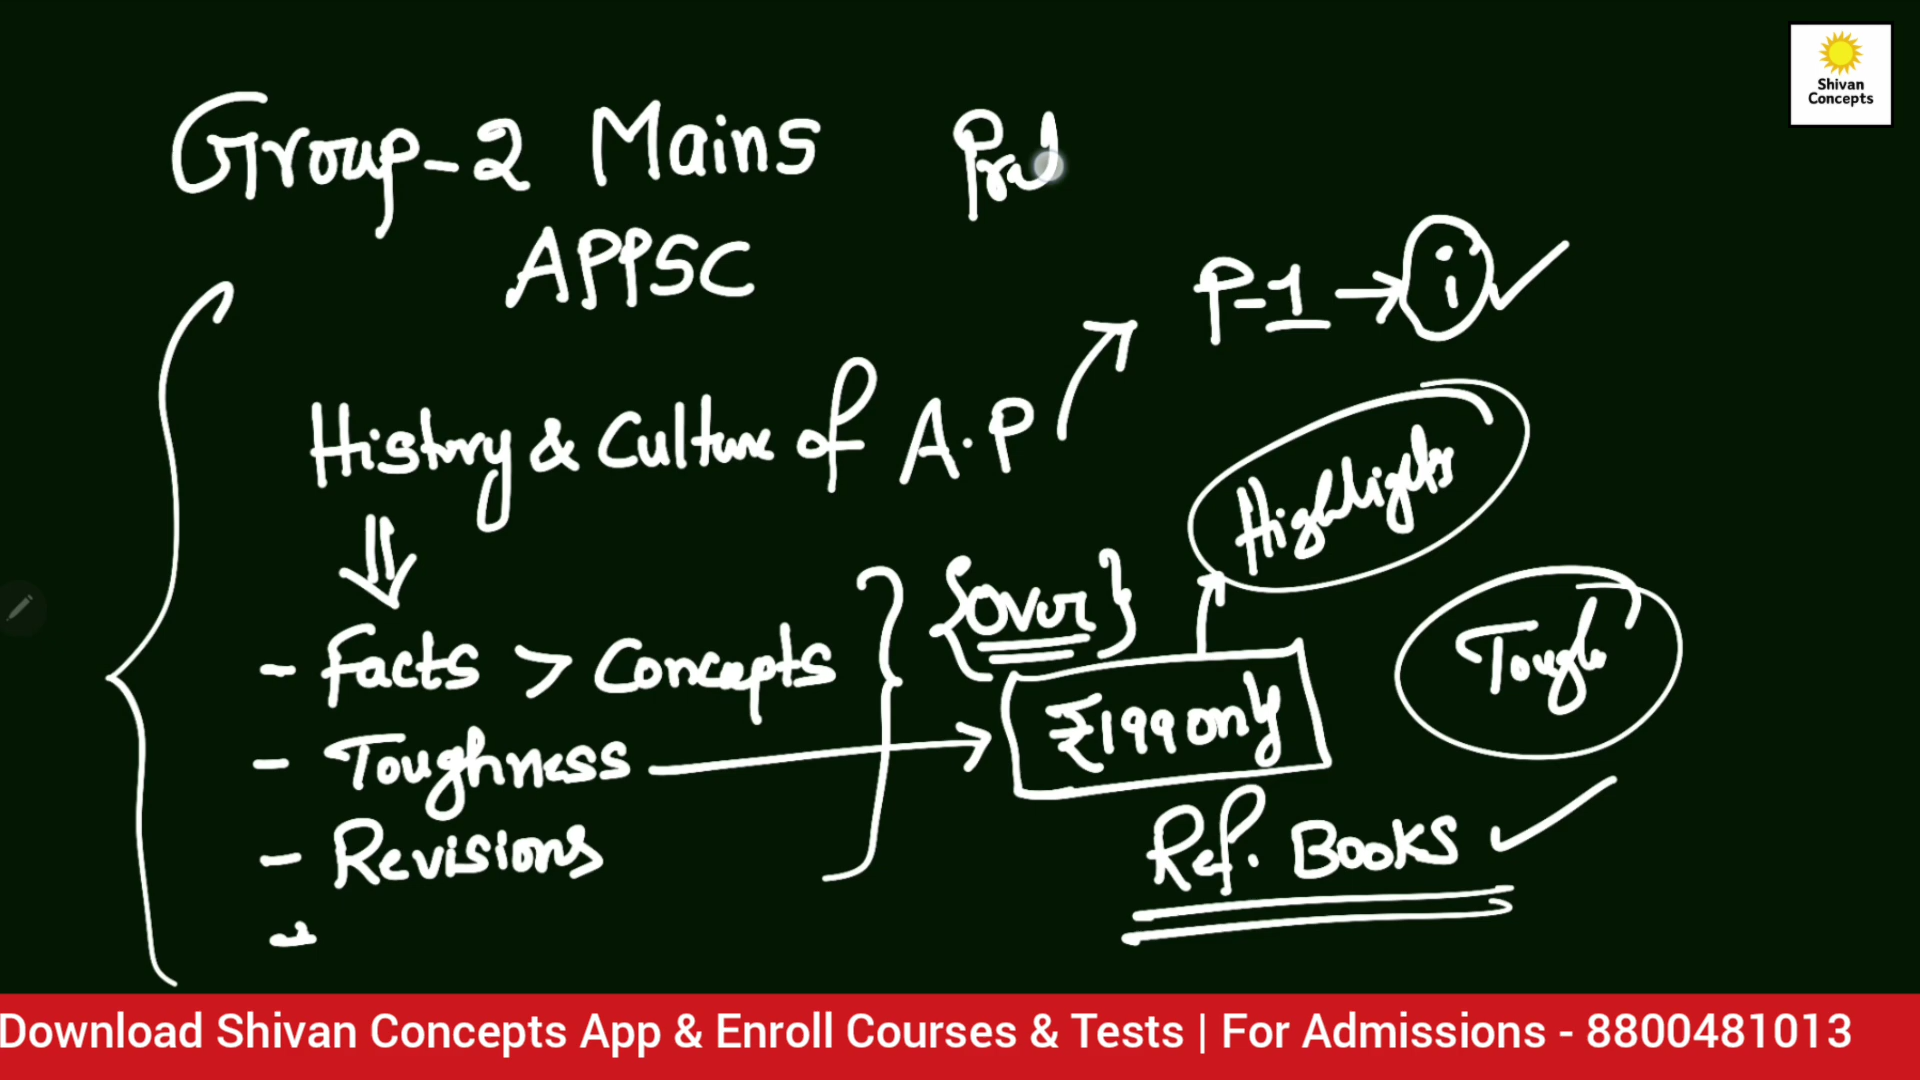 Shivan
Concepts
Group-2 Mains
APPSC
P-1 → i
History & Culture of A.P
Highlights
- Facts > Concepts } {Over}
- Toughness → ₹199 only
Tough
- Revisions
Ref. Books
Download Shivan Concepts App & Enroll Courses & Tests | For Admissions - 8800481013